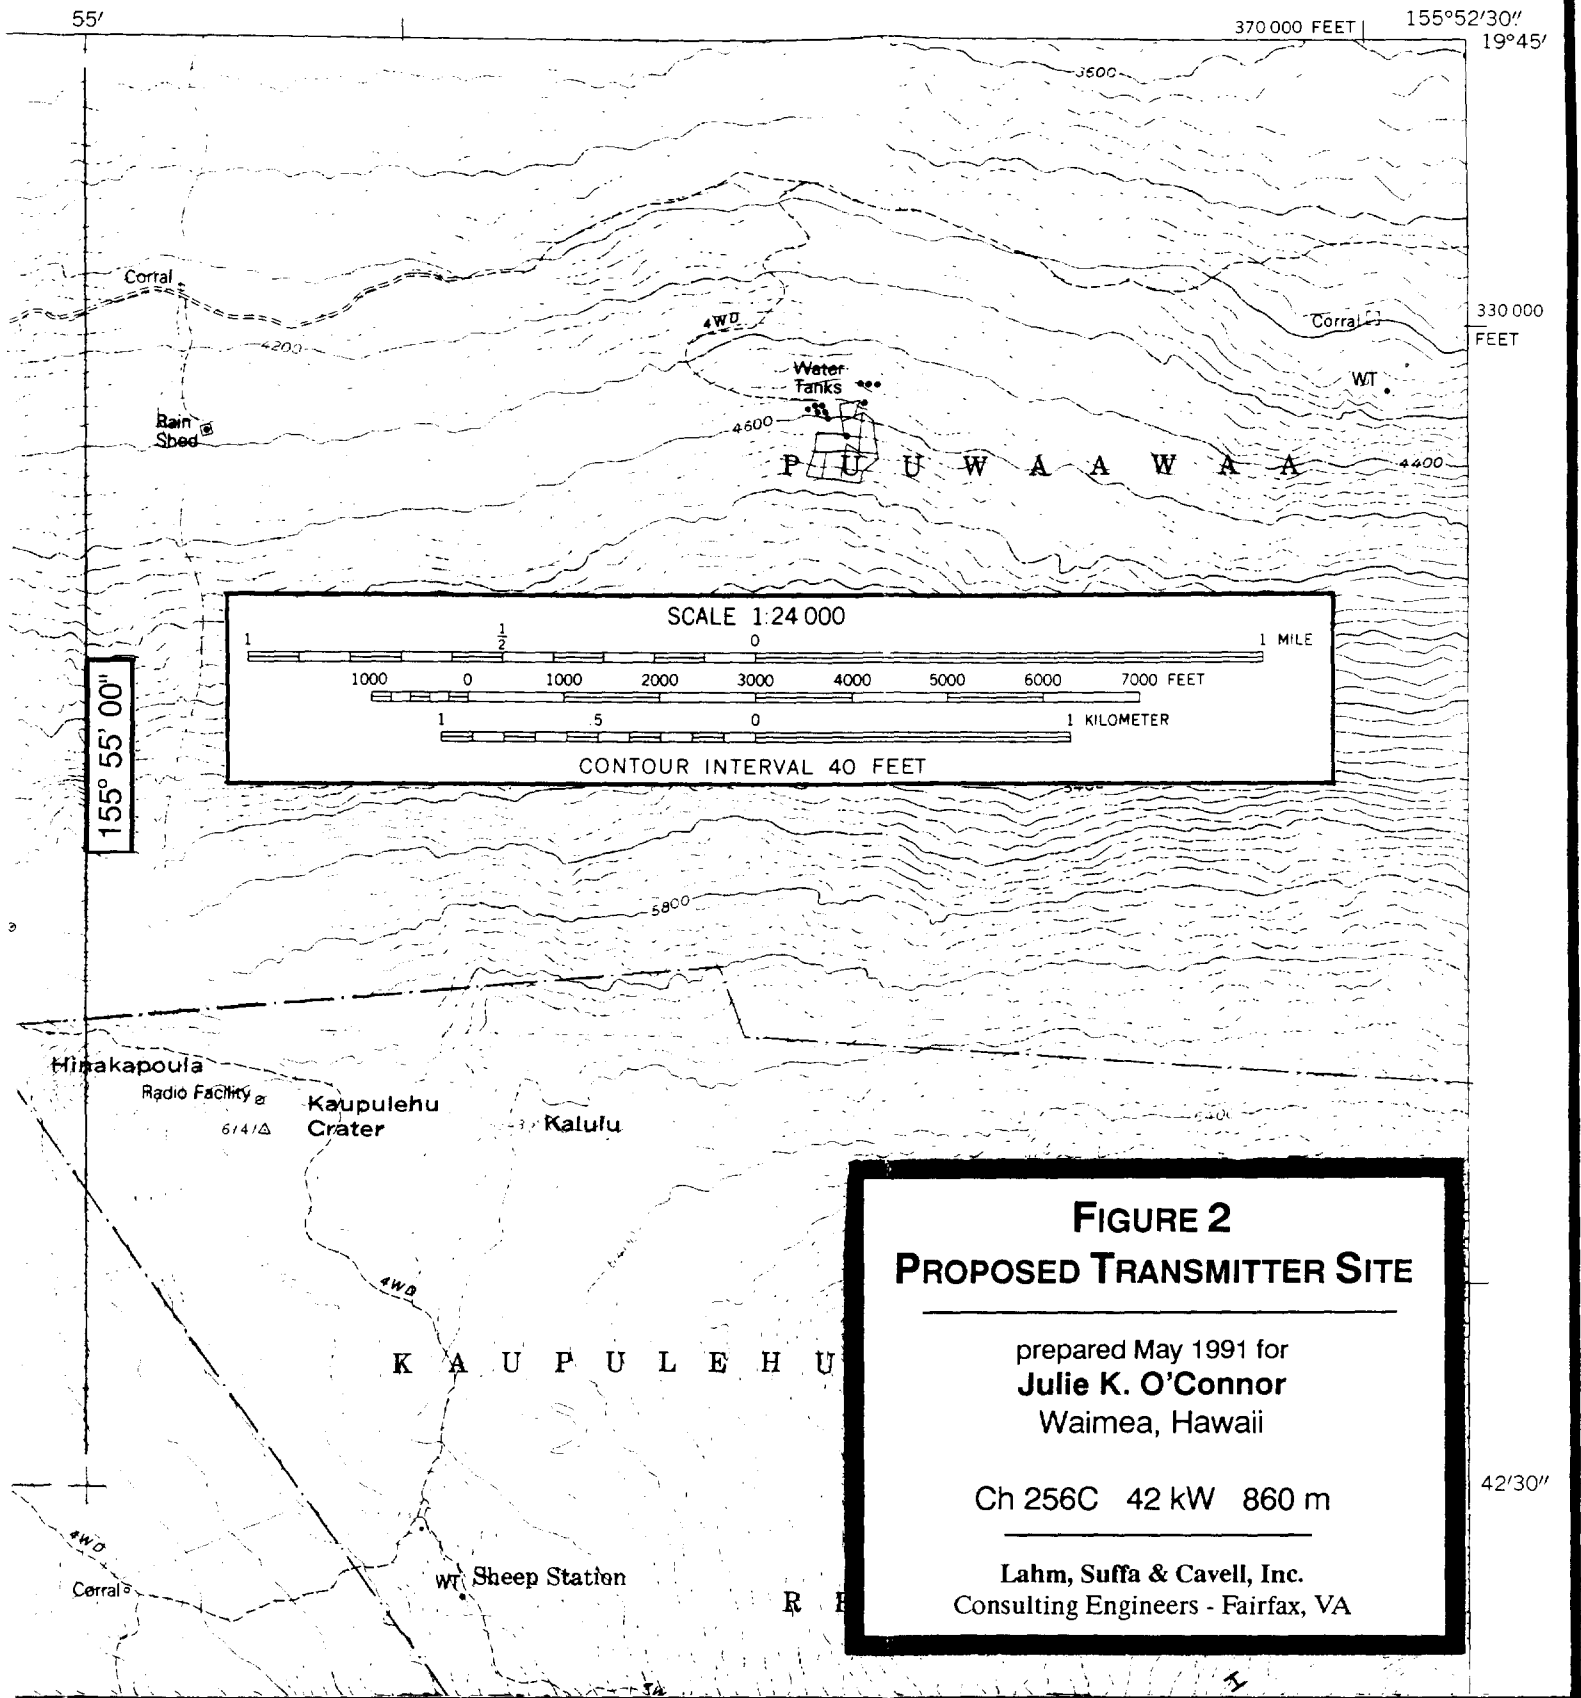 55′
370 000 FEET
155°52′30″
19°45′
3600
Corral
4WD
Corral
330 000
FEET
4200
Water
Tanks
WT
Rain
Shed
4600
4400
PUUWAAWAA
SCALE 1:24 000
1 ½ 0 1 MILE
1000 0 1000 2000 3000 4000 5000 6000 7000 FEET
1 .5 0 1 KILOMETER
CONTOUR INTERVAL 40 FEET
155° 55' 00"
5800
Hinakapoula
Radio Facility
Kaupulehu
Crater
Kalulu
4WD
KAUPULEHU
FIGURE 2
PROPOSED TRANSMITTER SITE
prepared May 1991 for
Julie K. O'Connor
Waimea, Hawaii
Ch 256C 42 kW 860 m
Lahm, Suffa & Cavell, Inc.
Consulting Engineers - Fairfax, VA
42′30″
4WD
Corral
WT
Sheep Station